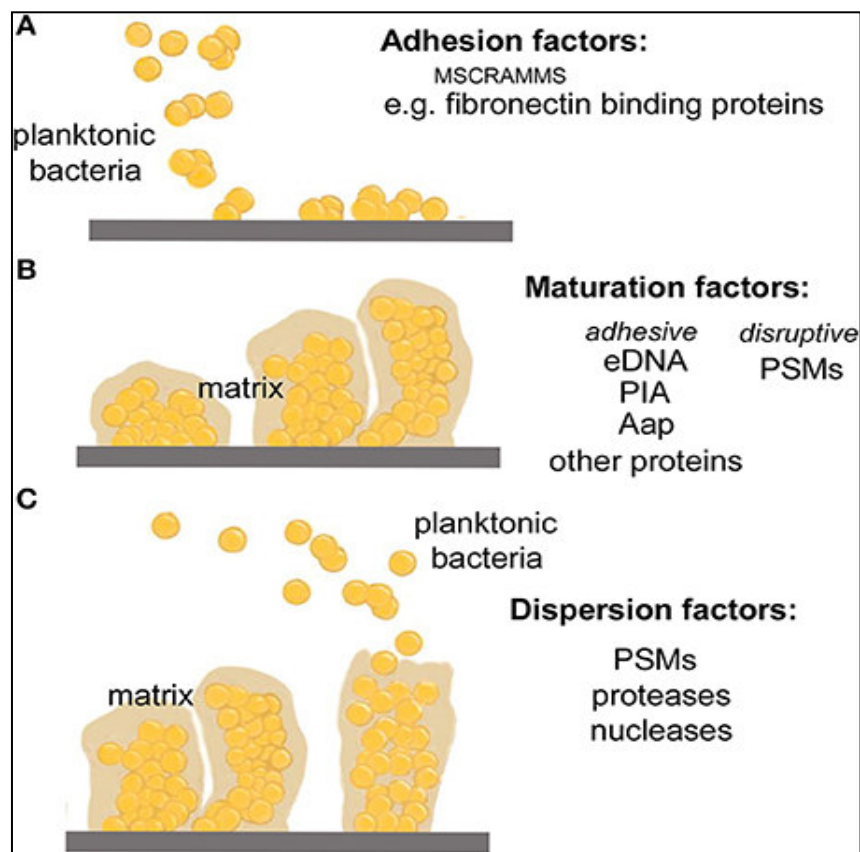 A
Adhesion factors:
MSCRAMMS
e.g. fibronectin binding proteins
planktonic
bacteria
B
Maturation factors:
adhesive disruptive
eDNA PSMs
PIA
Aap
other proteins
matrix
C
planktonic
bacteria
Dispersion factors:
PSMs
proteases
nucleases
matrix